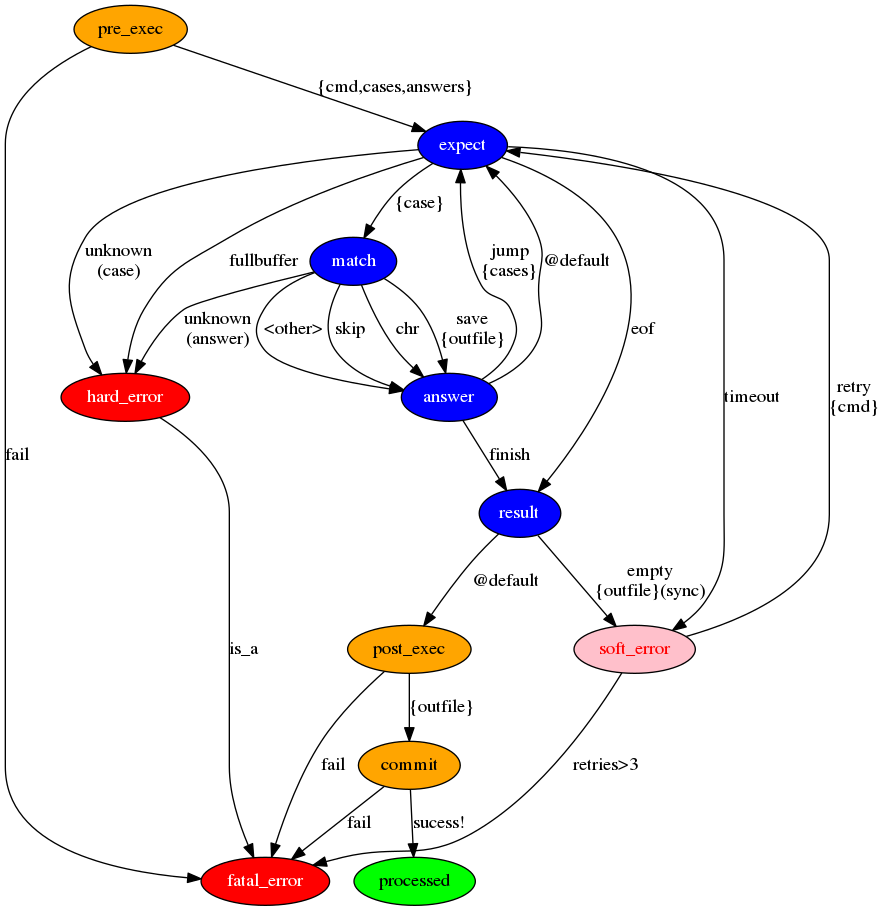 pre_exec
{cmd,cases,answers}
expect
{case}
unknown
(case)
fullbuffer
match
jump
{cases}
@default
unknown
(answer)
<other>
skip
chr
save
{outfile}
eof
hard_error
answer
timeout
retry
{cmd}
fail
finish
result
@default
empty
{outfile}(sync)
is_a
post_exec
soft_error
{outfile}
fail
commit
retries>3
fail
sucess!
fatal_error
processed